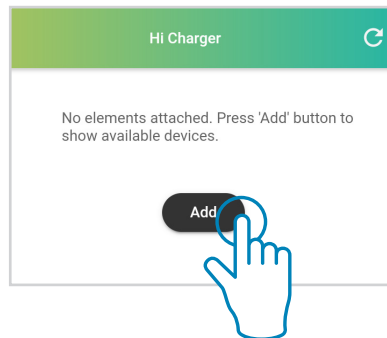 Hi Charger
No elements attached. Press 'Add' button to
show available devices.
Add